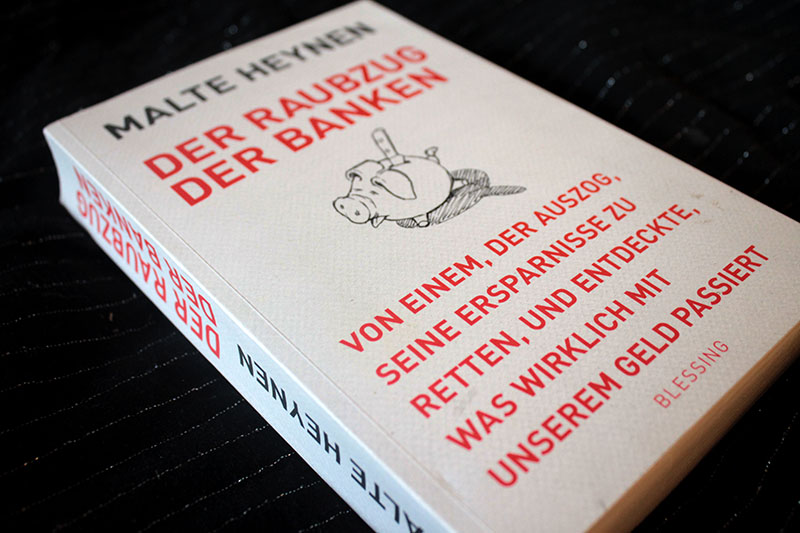 MALTE HEYNEN
DER RAUBZUG
DER BANKEN
VON EINEM, DER AUSZOG,
SEINE ERSPARNISSE ZU
RETTEN, UND ENTDECKTE,
WAS WIRKLICH MIT
UNSEREM GELD PASSIERT
BLESSING
DER RAUBZUG
DER BANKEN
ALTE HEYNEN